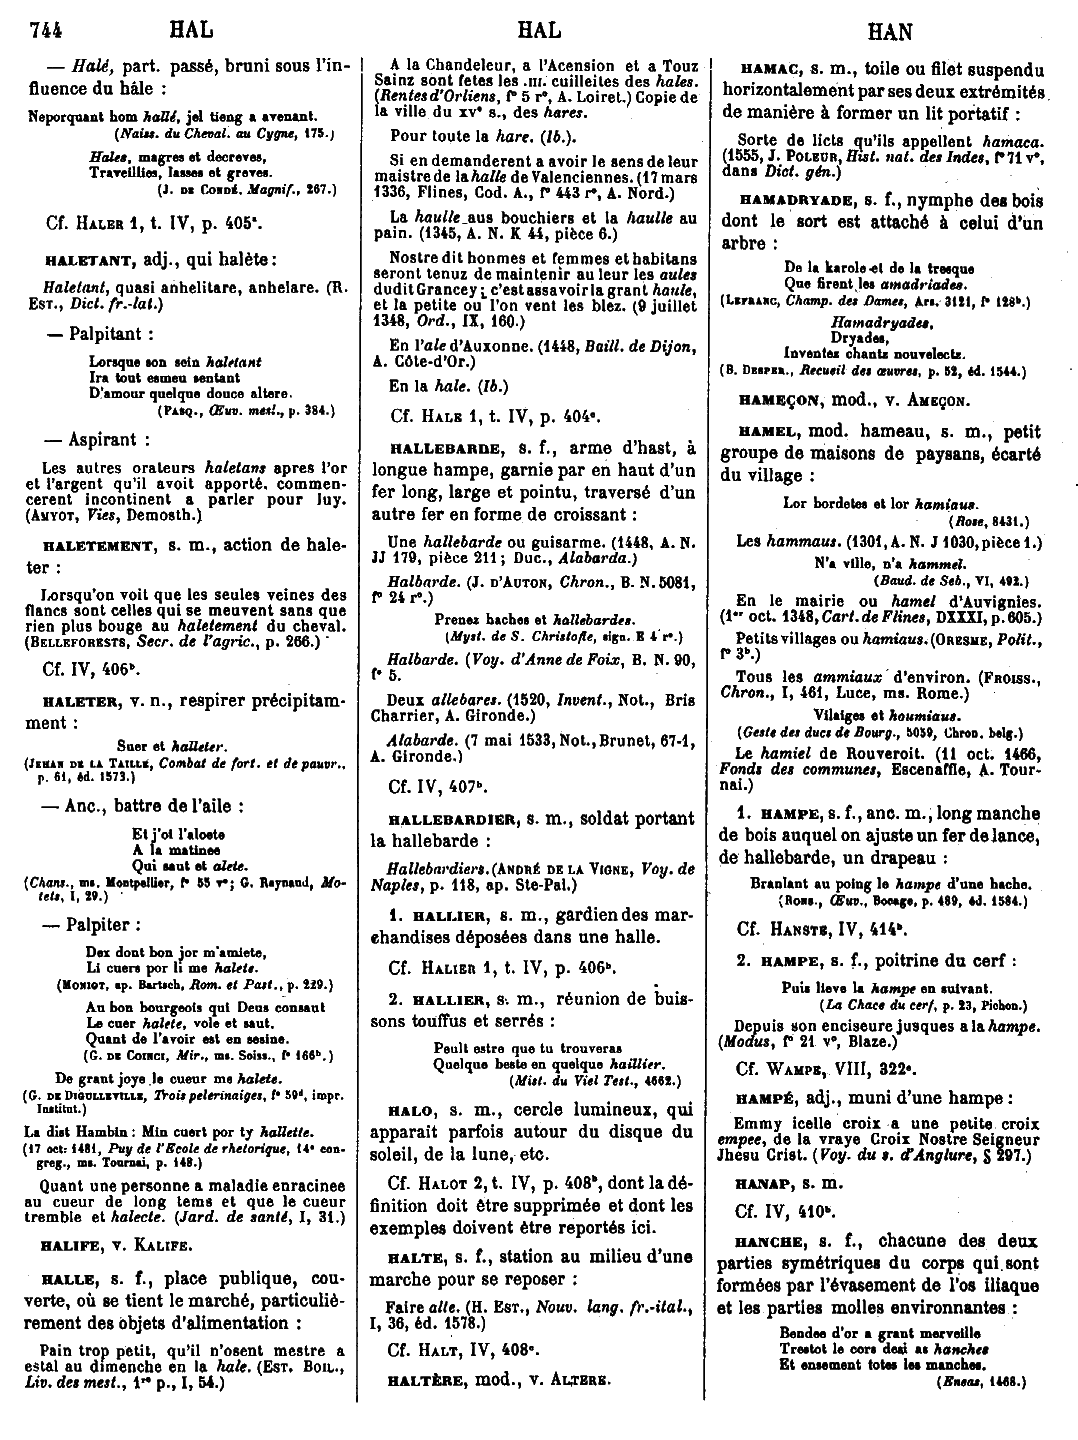 744 HAL HAL HAN
— Halé, part. passé, bruni sous l'in-
fluence du hâle :
Neporquant hom hallé, jel tieng a avenant.
(Naiss. du Cheval. au Cygne, 175.)
Hales, magres et decreves,
Traveillies, lasses et greves.
(J. DE CONDÉ, Magnif., 267.)
Cf. HALER 1, t. IV, p. 405ª.
HALETANT, adj., qui halète :
Haletant, quasi anhelitare, anhelare. (R.
EST., Dict. fr.-lat.)
— Palpitant :
Lorsque son sein haletant
Ira tout esmeu sentant
D'amour quelque douce altere.
(PASQ., Œuv. mesl., p. 384.)
— Aspirant :
Les autres orateurs haletans apres l'or
et l'argent qu'il avoit apporté, commen-
cerent incontinent a parler pour luy.
(AMYOT, Vies, Demosth.)
HALETEMENT, s. m., action de hale-
ter :
Lorsqu'on voit que les seules veines des
flancs sont celles qui se meuvent sans que
rien plus bouge au haletement du cheval.
(BELLEFORESTS, Secr. de l'agric., p. 266.)
Cf. IV, 406ᵇ.
HALETER, v. n., respirer précipitam-
ment :
Suer et halleter.
(JEHAN DE LA TAILLE, Combat de fort. et de pauvr.,
p. 61, éd. 1573.)
— Anc., battre de l'aile :
Et j'ot l'aloete
A la matinee
Qui saut et alete.
(Chans., ms. Montpellier, fº 55 vº; G. Raynaud, Mo-
tets, I, 29.)
— Palpiter :
Dex dont bon jor m'amiete,
Li cuers por li me halete.
(MONIOT, ap. Bartsch, Rom. et Past., p. 229.)
Au bon bourgeois qui Deus consaut
Le cuer halete, vole et saut.
Quant de l'avoir est en sesine.
(G. DE COINCI, Mir., ms. Soiss., fº 166ᵇ.)
De grant joye le cueur me halete.
(G. DE DIGULLEVILLE, Trois pelerinaiges, fº 59ᵈ, impr.
Institut.)
La dist Hambin : Min cuert por ty hallette.
(17 oct. 1481, Puy de l'Ecole de rhetorique, 14ᵉ con-
greg., ms. Tournai, p. 148.)
Quant une personne a maladie enracinee
au cueur de long tems et que le cueur
tremble et halecte. (Jard. de santé, I, 31.)
HALIFE, v. KALIFE.
HALLE, s. f., place publique, cou-
verte, où se tient le marché, particuliè-
rement des objets d'alimentation :
Pain trop petit, qu'il n'osent mestre a
estal au dimenche en la hale. (EST. BOIL.,
Liv. des mest., 1ʳᵉ p., I, 54.)
A la Chandeleur, a l'Acension et a Touz
Sainz sont fetes les .III. cuilleites des hales.
(Rentes d'Orliens, fº 5 rº, A. Loiret.) Copie de
la ville du XVᵉ s., des hares.
Pour toute la hare. (Ib.).
Si en demanderent a avoir le sens de leur
maistre de la halle de Valenciennes. (17 mars
1336, Flines, Cod. A., fº 443 rº, A. Nord.)
La haulle aus bouchiers et la haulle au
pain. (1345, A. N. K 44, pièce 6.)
Nostre dit honmes et femmes et habitans
seront tenuz de maintenir au leur les aules
dudit Grancey ; c'est assavoir la grant haule,
et la petite ou l'on vent les blez. (9 juillet
1348, Ord., IX, 160.)
En l'ale d'Auxonne. (1448, Baill. de Dijon,
A. Côte-d'Or.)
En la hale. (Ib.)
Cf. HALE 1, t. IV, p. 404ᵉ.
HALLEBARDE, s. f., arme d'hast, à
longue hampe, garnie par en haut d'un
fer long, large et pointu, traversé d'un
autre fer en forme de croissant :
Une hallebarde ou guisarme. (1448, A. N.
JJ 179, pièce 211 ; Duc., Alabarda.)
Halbarde. (J. D'AUTON, Chron., B. N. 5081,
fº 24 rº.)
Prenez haches et hallebardes.
(Myst. de S. Christofle, sign. E 4 rº.)
Halbarde. (Voy. d'Anne de Foix, B. N. 90,
fº 5.
Deux allebares. (1520, Invent., Not., Bris
Charrier, A. Gironde.)
Alabarde. (7 mai 1533, Not., Brunet, 67-1,
A. Gironde.)
Cf. IV, 407ᵇ.
HALLEBARDIER, s. m., soldat portant
la hallebarde :
Hallebardiers. (ANDRÉ DE LA VIGNE, Voy. de
Naples, p. 118, ap. Ste-Pal.)
1. HALLIER, s. m., gardien des mar-
chandises déposées dans une halle.
Cf. HALIER 1, t. IV, p. 406ᵇ.
2. HALLIER, s. m., réunion de buis-
sons touffus et serrés :
Peult estre que tu trouveras
Quelque beste en quelque haillier.
(Mist. du Viel Test., 4662.)
HALO, s. m., cercle lumineux, qui
apparait parfois autour du disque du
soleil, de la lune, etc.
Cf. HALOT 2, t. IV, p. 408ᵇ, dont la dé-
finition doit être supprimée et dont les
exemples doivent être reportés ici.
HALTE, s. f., station au milieu d'une
marche pour se reposer :
Faire alte. (H. EST., Nouv. lang. fr.-ital.,
I, 36, éd. 1578.)
Cf. HALT, IV, 408ᵉ.
HALTÈRE, mod., v. ALTERE.
HAMAC, s. m., toile ou filet suspendu
horizontalement par ses deux extrémités
de manière à former un lit portatif :
Sorte de licts qu'ils appellent hamaca.
(1555, J. POLEUR, Hist. nat. des Indes, fº 71 vº,
dans Dict. gén.)
HAMADRYADE, s. f., nymphe des bois
dont le sort est attaché à celui d'un
arbre :
De la karole et de la tresque
Que firent les amadriades.
(LEFRANC, Champ. des Dames, Ars. 3121, fº 128ᵇ.)
Hamadryades,
Dryades,
Inventez chantz nouvelectz.
(B. DESPER., Recueil des œuvres, p. 52, éd. 1544.)
HAMEÇON, mod., v. AMEÇON.
HAMEL, mod. hameau, s. m., petit
groupe de maisons de paysans, écarté
du village :
Lor bordetes et lor hamiaus.
(Rose, 8431.)
Les hammaus. (1301, A. N. J 1030, pièce 1.)
N'a ville, n'a hammel.
(Baud. de Seb., VI, 492.)
En le mairie ou hamel d'Auvignies.
(1ᵉʳ oct. 1348, Cart. de Flines, DXXXI, p. 605.)
Petits villages ou hamiaus. (ORESME, Polit.,
fº 3ᵇ.)
Tous les ammiaux d'environ. (FROISS.,
Chron., I, 461, Luce, ms. Rome.)
Vilaiges et houmiaus.
(Geste des ducs de Bourg., 5059, Chron. belg.)
Le hamiel de Rouveroit. (11 oct. 1466,
Fonds des communes, Escenaffle, A. Tour-
nai.)
1. HAMPE, s. f., anc. m., long manche
de bois auquel on ajuste un fer de lance,
de hallebarde, un drapeau :
Branlant au poing le hampe d'une hache.
(RONS., Œuv., Bocage, p. 489, éd. 1584.)
Cf. HANSTE, IV, 414ᵇ.
2. HAMPE, s. f., poitrine du cerf :
Puis lieve la hampe en suivant.
(La Chace du cerf, p. 23, Pichon.)
Depuis son enciseure jusques a la hampe.
(Modus, fº 21 vº, Blaze.)
Cf. WAMPE, VIII, 322ᵉ.
HAMPÉ, adj., muni d'une hampe :
Emmy icelle croix a une petite croix
empee, de la vraye Croix Nostre Seigneur
Jhesu Crist. (Voy. du s. d'Anglure, § 297.)
HANAP, s. m.
Cf. IV, 410ᵇ.
HANCHE, s. f., chacune des deux
parties symétriques du corps qui sont
formées par l'évasement de l'os iliaque
et les parties molles environnantes :
Bendee d'or a grant merveille
Trestot le cors desi as hanches
Et ensement totes les manches.
(Eneas, 1468.)